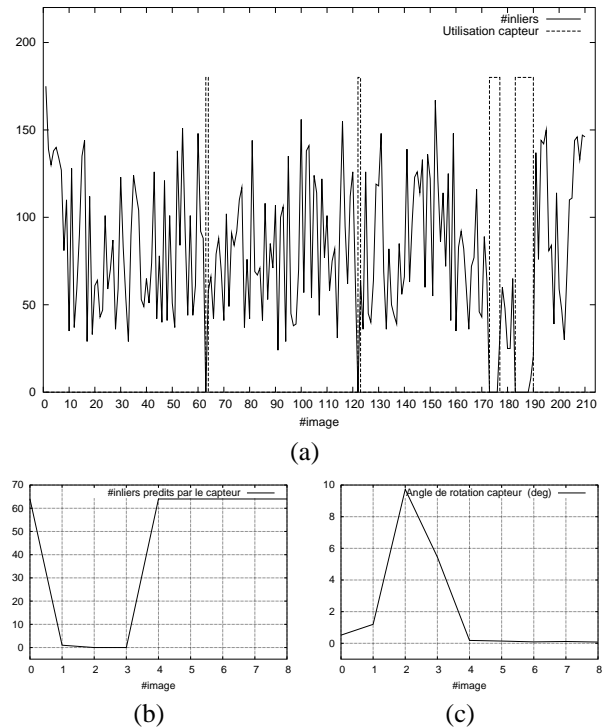 #inliers
Utilisation capteur
200
150
100
50
0
0 10 20 30 40 50 60 70 80 90 100 110 120 130 140 150 160 170 180 190 200 210
#image
(a)
#inliers predits par le capteur
70
60
50
40
30
20
10
0
0 1 2 3 4 5 6 7 8
#image
(b)
Angle de rotation capteur (deg)
10
8
6
4
2
0
0 1 2 3 4 5 6 7 8
#image
(c)